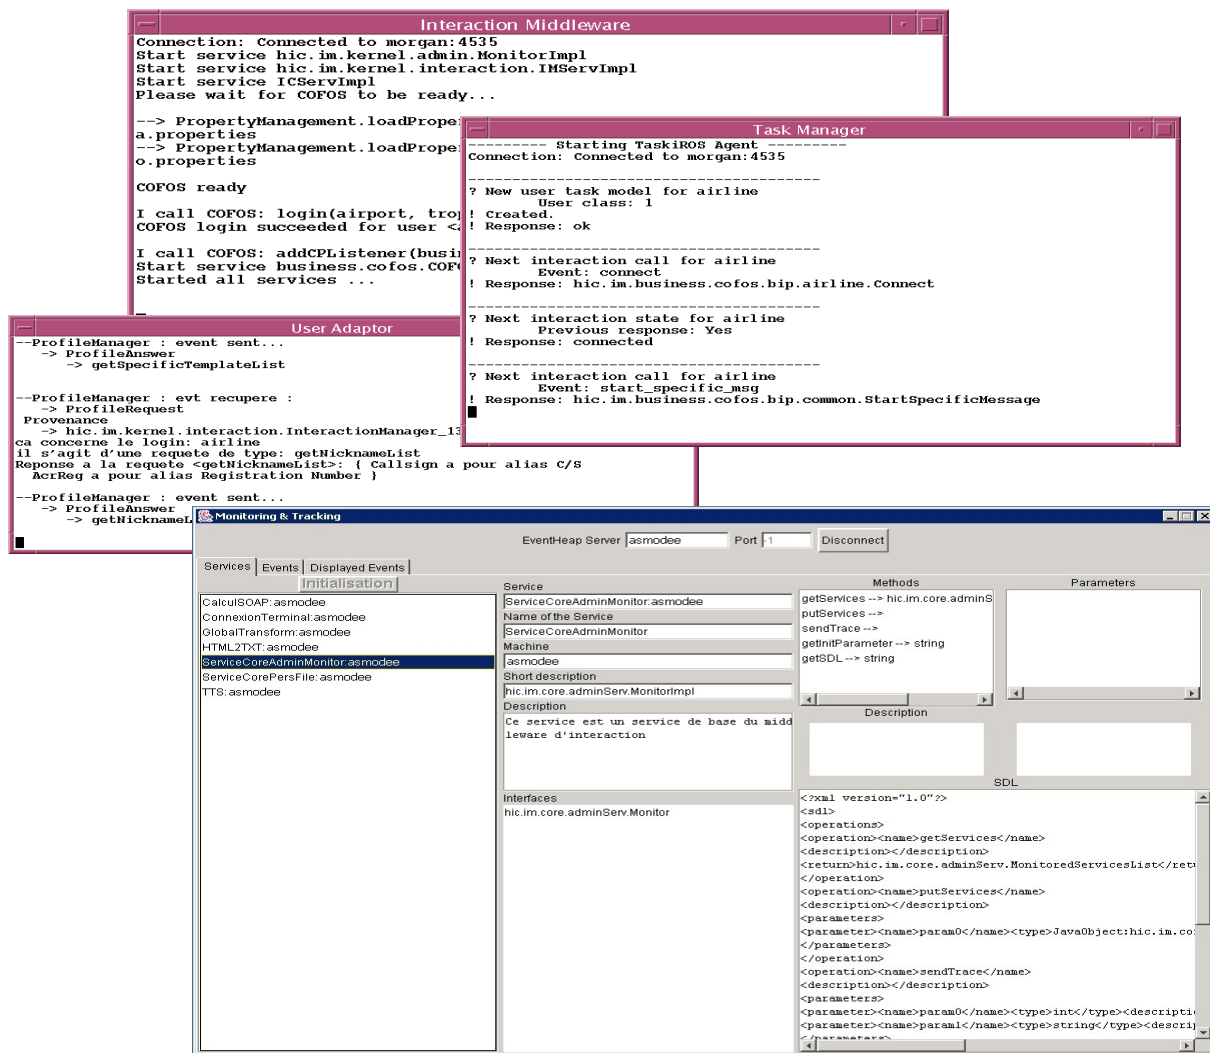 Interaction Middleware
Connection: Connected to morgan:4535
Start service hic.im.kernel.admin.MonitorImpl
Start service hic.im.kernel.interaction.IMServImpl
Start service ICServImpl
Please wait for COFOS to be ready...
--> PropertyManagement.loadProper
a.properties
--> PropertyManagement.loadProper
o.properties
COFOS ready
I call COFOS: login(airport, trop
COFOS login succeeded for user <a
I call COFOS: addCPListener(busin
Start service business.cofos.COFO
Started all services ...
Task Manager
--------- Starting TaskiROS Agent ---------
Connection: Connected to morgan:4535
----------------------------------------
? New user task model for airline
User class: 1
! Created.
! Response: ok
----------------------------------------
? Next interaction call for airline
Event: connect
! Response: hic.im.business.cofos.bip.airline.Connect
----------------------------------------
? Next interaction state for airline
Previous response: Yes
! Response: connected
----------------------------------------
? Next interaction call for airline
Event: start_specific_msg
! Response: hic.im.business.cofos.bip.common.StartSpecificMessage
User Adaptor
--ProfileManager : event sent...
-> ProfileAnswer
-> getSpecificTemplateList
--ProfileManager : evt recupere :
-> ProfileRequest
Provenance
-> hic.im.kernel.interaction.InteractionManager_13
ca concerne le login: airline
il s'agit d'une requete de type: getNicknameList
Reponse a la requete <getNicknameList>: { Callsign a pour alias C/S
AcrReg a pour alias Registration Number }
--ProfileManager : event sent...
-> ProfileAnswer
-> getNicknameL
Monitoring & Tracking
EventHeap Server asmodee Port -1 Disconnect
Services Events Displayed Events
Initialisation
CalculSOAP:asmodee
ConnexionTerminal:asmodee
GlobalTransform:asmodee
HTML2TXT:asmodee
ServiceCoreAdminMonitor:asmodee
ServiceCorePersFile:asmodee
TTS:asmodee
Service
ServiceCoreAdminMonitor:asmodee
Name of the Service
ServiceCoreAdminMonitor
Machine
asmodee
Short description
hic.im.core.adminServ.MonitorImpl
Description
Ce service est un service de base du midd
leware d'interaction
Interfaces
hic.im.core.adminServ.Monitor
Methods
getServices --> hic.im.core.adminS
putServices -->
sendTrace -->
getInitParameter --> string
getSDL --> string
Parameters
Description
SDL
<?xml version="1.0"?>
<sdl>
<operations>
<operation><name>getServices</name>
<description></description>
<return>hic.im.core.adminServ.MonitoredServicesList</retu
</operation>
<operation><name>putServices</name>
<description></description>
<parameters>
<parameter><name>param0</name><type>JavaObject:hic.im.co
</parameters>
</operation>
<operation><name>sendTrace</name>
<description></description>
<parameters>
<parameter><name>param0</name><type>int</type><descripti
<parameter><name>param1</name><type>string</type><descrip
</parameters>